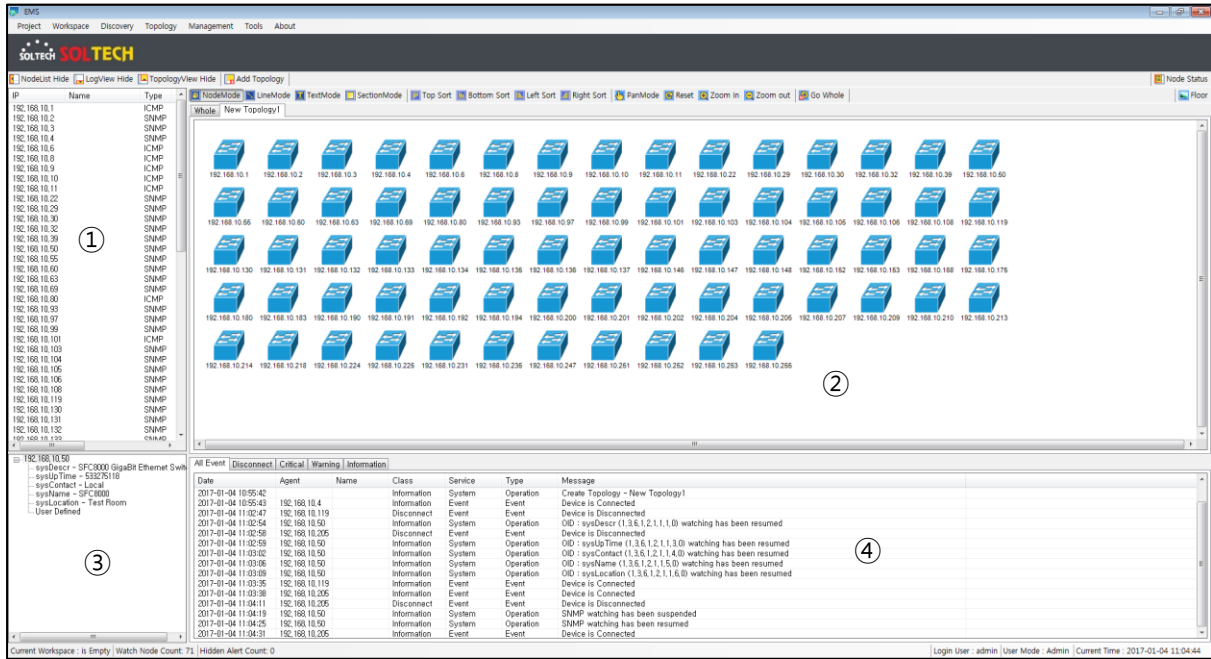 EMS
Project Workspace Discovery Topology Management Tools About
SOLTECH SOLTECH
NodeList Hide LogView Hide TopologyView Hide Add Topology Node Status
IP Name Type
192,168,10,1 ICMP
192,168,10,2 SNMP
192,168,10,3 SNMP
192,168,10,4 SNMP
192,168,10,6 ICMP
192,168,10,8 ICMP
192,168,10,9 ICMP
192,168,10,10 ICMP
192,168,10,11 ICMP
192,168,10,22 SNMP
192,168,10,29 SNMP
192,168,10,30 SNMP
192,168,10,32 SNMP
192,168,10,39 SNMP
192,168,10,50 SNMP
192,168,10,55 SNMP
192,168,10,60 SNMP
192,168,10,63 SNMP
192,168,10,69 SNMP
192,168,10,80 ICMP
192,168,10,93 SNMP
192,168,10,97 SNMP
192,168,10,99 SNMP
192,168,10,101 ICMP
192,168,10,103 SNMP
192,168,10,104 SNMP
192,168,10,105 SNMP
192,168,10,106 SNMP
192,168,10,108 SNMP
192,168,10,119 SNMP
192,168,10,130 SNMP
192,168,10,131 SNMP
192,168,10,132 SNMP
192,168,10,133 SNMP
①
NodeMode LineMode TextMode SectionMode Top Sort Bottom Sort Left Sort Right Sort PanMode Reset Zoom in Zoom out Go Whole Floor
Whole New Topology1
192.168.10.1 192.168.10.2 192.168.10.3 192.168.10.4 192.168.10.6 192.168.10.8 192.168.10.9 192.168.10.10 192.168.10.11 192.168.10.22 192.168.10.29 192.168.10.30 192.168.10.32 192.168.10.39 192.168.10.50
192.168.10.55 192.168.10.60 192.168.10.63 192.168.10.69 192.168.10.80 192.168.10.93 192.168.10.97 192.168.10.99 192.168.10.101 192.168.10.103 192.168.10.104 192.168.10.105 192.168.10.106 192.168.10.108 192.168.10.119
192.168.10.130 192.168.10.131 192.168.10.132 192.168.10.133 192.168.10.134 192.168.10.135 192.168.10.136 192.168.10.137 192.168.10.146 192.168.10.147 192.168.10.148 192.168.10.152 192.168.10.153 192.168.10.168 192.168.10.175
192.168.10.180 192.168.10.183 192.168.10.190 192.168.10.191 192.168.10.192 192.168.10.194 192.168.10.200 192.168.10.201 192.168.10.202 192.168.10.204 192.168.10.205 192.168.10.207 192.168.10.209 192.168.10.210 192.168.10.213
192.168.10.214 192.168.10.218 192.168.10.224 192.168.10.225 192.168.10.231 192.168.10.235 192.168.10.247 192.168.10.251 192.168.10.252 192.168.10.253 192.168.10.255
②
192,168,10,50
sysDescr - SFC8000 GigaBit Ethernet Swit
sysUpTime - 533275118
sysContact - Local
sysName - SFC8000
sysLocation - Test Room
User Defined
③
All Event Disconnect Critical Warning Information
Date Agent Name Class Service Type Message
2017-01-04 10:55:42 Information System Operation Create Topology - New Topology1
2017-01-04 10:55:43 192,168,10,4 Information Event Event Device is Connected
2017-01-04 11:02:47 192,168,10,119 Disconnect Event Event Device is Disconnected
2017-01-04 11:02:54 192,168,10,50 Information System Operation OID : sysDescr (1,3,6,1,2,1,1,1,0) watching has been resumed
2017-01-04 11:02:58 192,168,10,205 Disconnect Event Event Device is Disconnected
2017-01-04 11:02:59 192,168,10,50 Information System Operation OID : sysUpTime (1,3,6,1,2,1,1,3,0) watching has been resumed
2017-01-04 11:03:02 192,168,10,50 Information System Operation OID : sysContact (1,3,6,1,2,1,1,4,0) watching has been resumed
2017-01-04 11:03:06 192,168,10,50 Information System Operation OID : sysName (1,3,6,1,2,1,1,5,0) watching has been resumed
2017-01-04 11:03:09 192,168,10,50 Information System Operation OID : sysLocation (1,3,6,1,2,1,1,6,0) watching has been resumed
2017-01-04 11:03:35 192,168,10,119 Information Event Event Device is Connected
2017-01-04 11:03:38 192,168,10,205 Information Event Event Device is Connected
2017-01-04 11:04:11 192,168,10,205 Disconnect Event Event Device is Disconnected
2017-01-04 11:04:19 192,168,10,50 Information System Operation SNMP watching has been suspended
2017-01-04 11:04:25 192,168,10,50 Information System Operation SNMP watching has been resumed
2017-01-04 11:04:31 192,168,10,205 Information Event Event Device is Connected
④
Current Workspace : is Empty Watch Node Count: 71 Hidden Alert Count: 0 Login User : admin User Mode : Admin Current Time : 2017-01-04 11:04:44